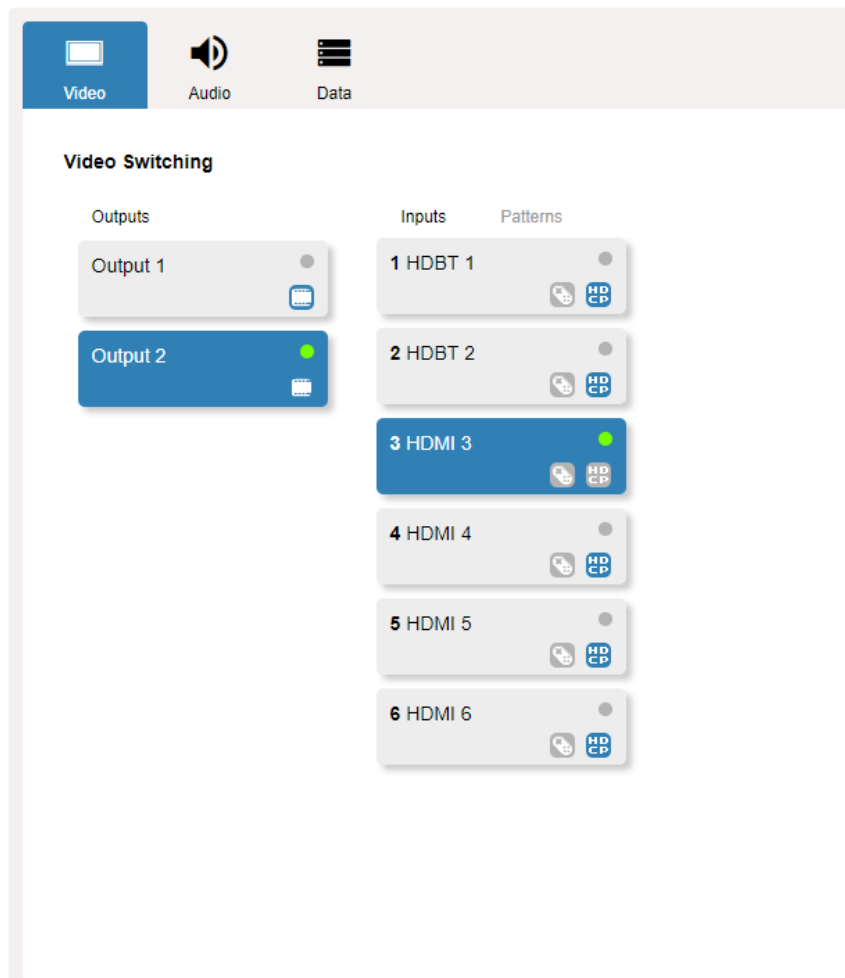 Video Audio Data
Video Switching
Outputs
Output 1
Output 2
Inputs Patterns
1 HDBT 1
HD
CP
2 HDBT 2
HD
CP
3 HDMI 3
HD
CP
4 HDMI 4
HD
CP
5 HDMI 5
HD
CP
6 HDMI 6
HD
CP